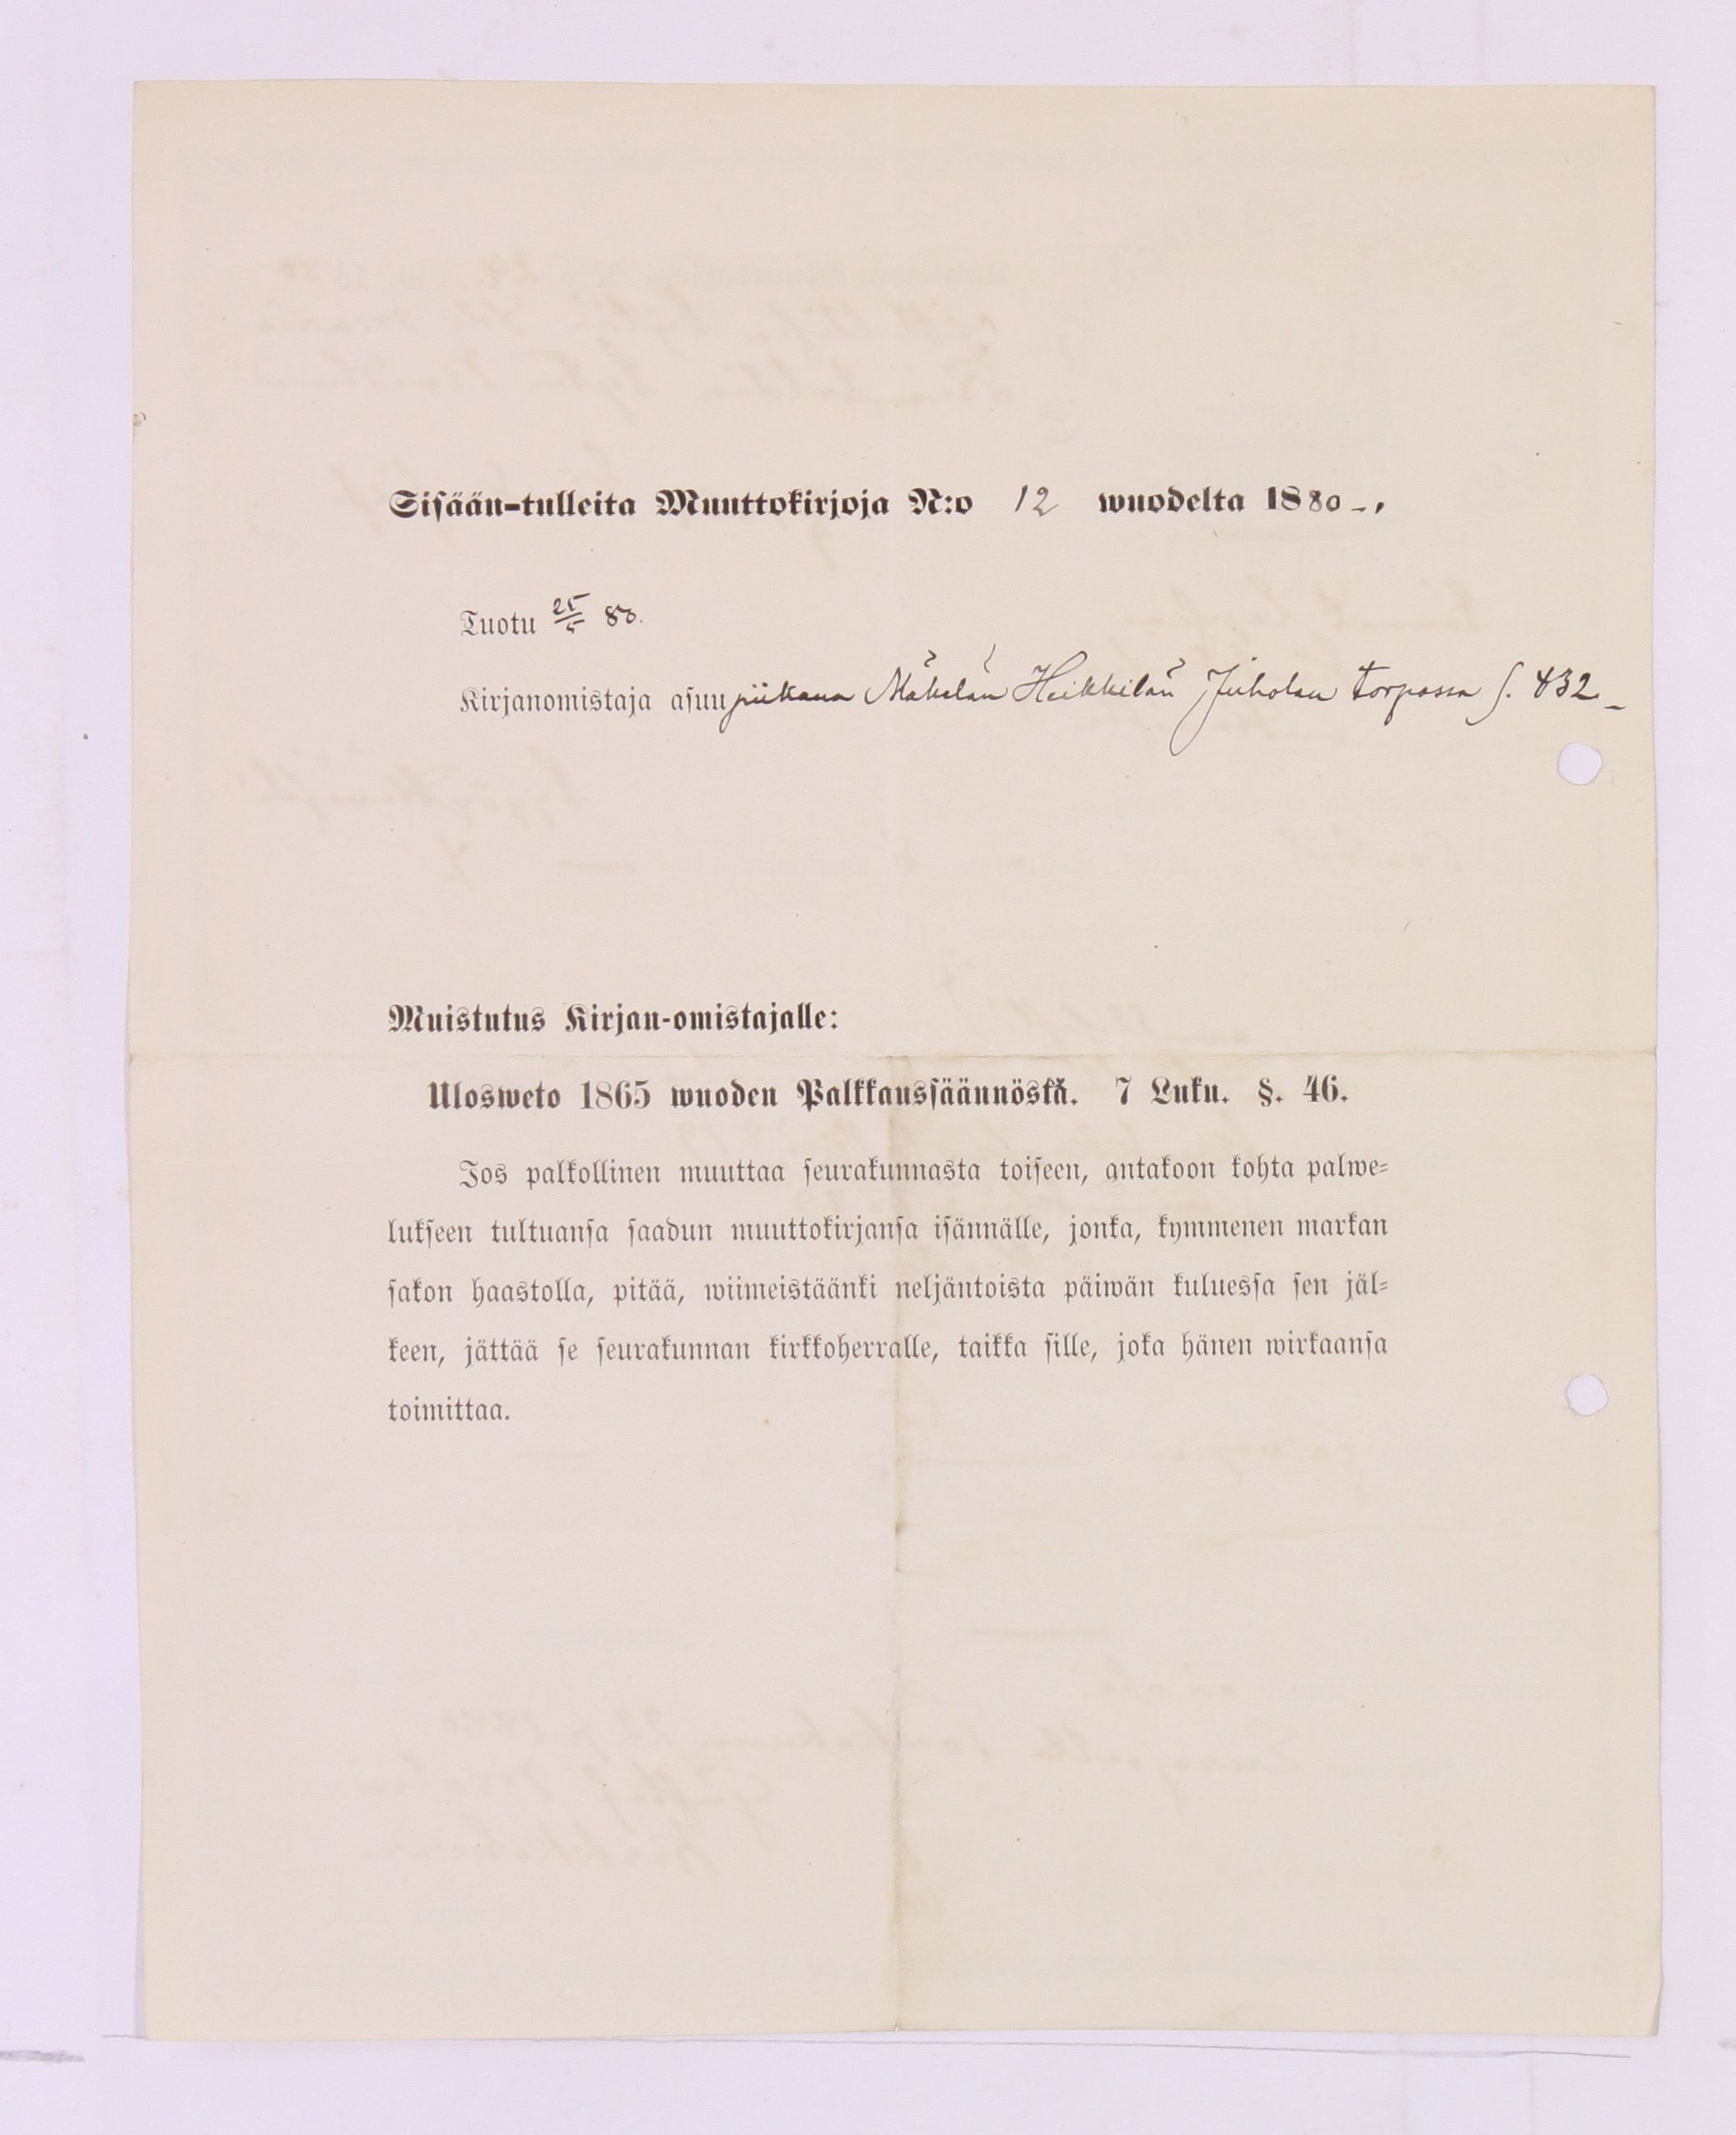 Sisään-tulleita Muuttokirjoja N:o 12 wuodelta 1880 -,
Tuotu 25/5 80.
Kirjanomistaja asuu piikana Mäkelän Heikkilän Juholan torpassa S. 432 -
Muistutus Kirjan-omistajalle:
Ulosweto 1865 wuoden Palkkaussäännöskä. 7 Luku. §. 46.
Jos palkollinen muuttaa seurakunnasta toiseen, antakoon kohta palwe-
lukseen tultuansa saadun muuttokirjansa isännälle, jonka, kymmenen markan
sakon haastolla, pitää, wiimeistäänki neljäntoista päiwän kuluessa sen jäl-
keen, jättää se seurakunnan kirkkoherralle, taikka sille, joka hänen wirkaansa
toimittaa.